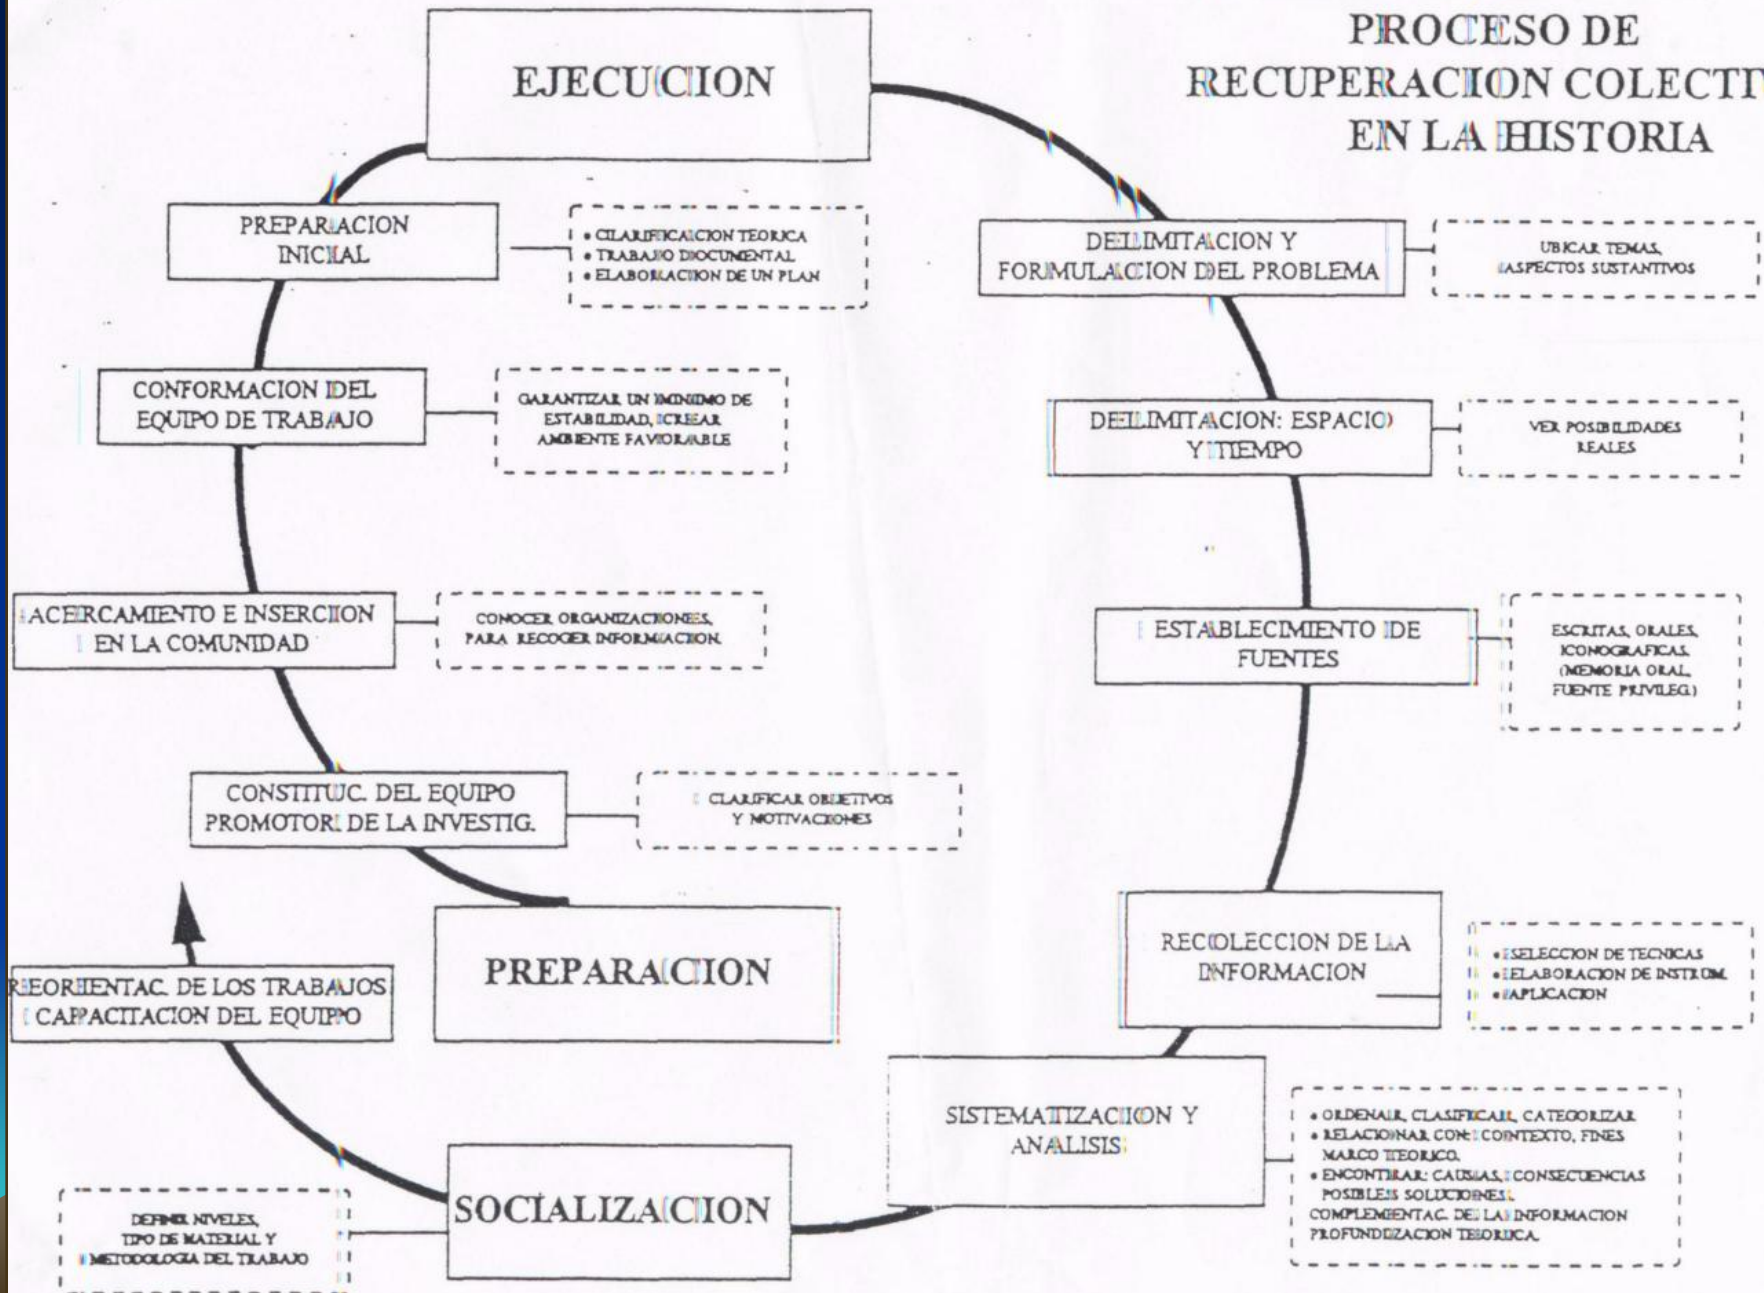 PROCESO DE
RECUPERACION COLECTI
EN LA HISTORIA
EJECUCION
PREPARACION
INICIAL
• CLARIFICACION TEORICA
• TRABAJO DOCUMENTAL
• ELABORACION DE UN PLAN
DELIMITACION Y
FORMULACION DEL PROBLEMA
UBICAR TEMAS,
ASPECTOS SUSTANTIVOS
CONFORMACION DEL
EQUIPO DE TRABAJO
GARANTIZAR UN MINIMO DE
ESTABILIDAD, CREAR
AMBIENTE FAVORABLE
DELIMITACION: ESPACIO
Y TIEMPO
VER POSIBILIDADES
REALES
ACERCAMIENTO E INSERCION
EN LA COMUNIDAD
CONOCER ORGANIZACIONES,
PARA RECOGER INFORMACION.
ESTABLECIMIENTO DE
FUENTES
ESCRITAS, ORALES,
ICONOGRAFICAS.
(MEMORIA ORAL,
FUENTE PRIVILEG.)
CONSTITUC. DEL EQUIPO
PROMOTOR DE LA INVESTIG.
CLARIFICAR OBJETIVOS
Y MOTIVACIONES
PREPARACION
RECOLECCION DE LA
INFORMACION
• SELECCION DE TECNICAS
• ELABORACION DE INSTRUM.
• APLICACION
REORIENTAC. DE LOS TRABAJOS
CAPACITACION DEL EQUIPO
SISTEMATIZACION Y
ANALISIS
• ORDENAR, CLASIFICAR, CATEGORIZAR
• RELACIONAR CON: CONTEXTO, FINES
MARCO TEORICO.
• ENCONTRAR: CAUSAS, CONSECUENCIAS
POSIBLES SOLUCIONES.
COMPLEMENTAC. DE LA INFORMACION
PROFUNDIZACION TEORICA.
SOCIALIZACION
DEFINIR NIVELES,
TIPO DE MATERIAL Y
METODOLOGIA DEL TRABAJO